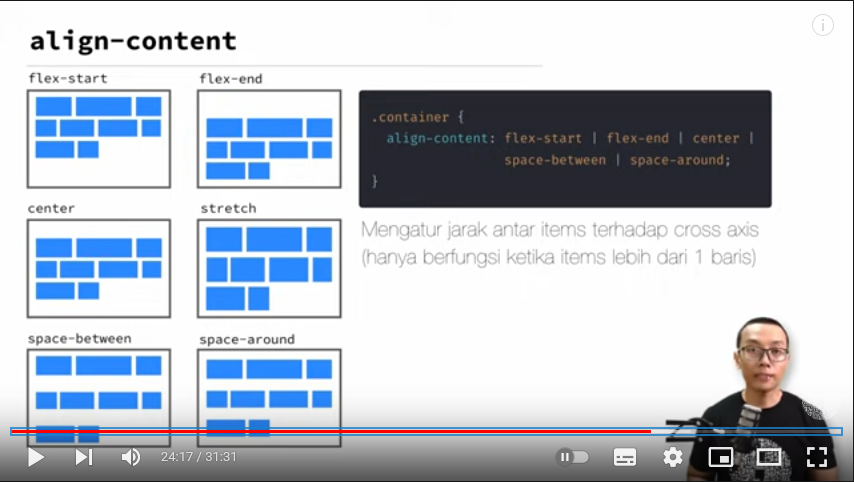 align-content
flex-start
flex-end
center
stretch
space-between
space-around
.container {
align-content: flex-start | flex-end | center |
space-between | space-around;
}
Mengatur jarak antar items terhadap cross axis
(hanya berfungsi ketika items lebih dari 1 baris)
24:17 / 31:31